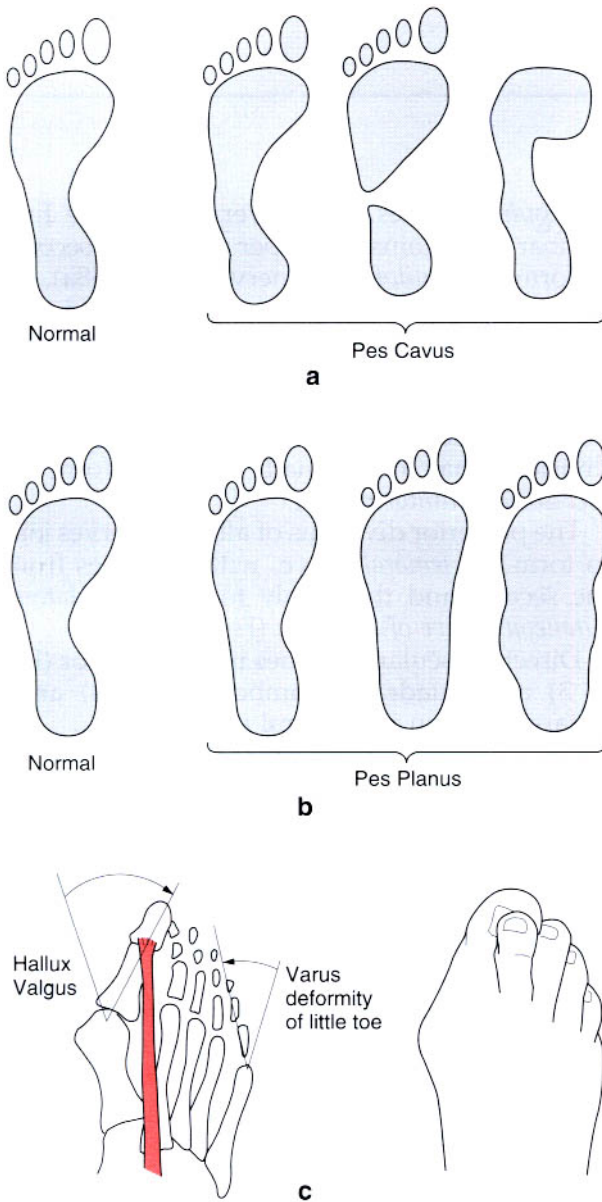 Normal
Pes Cavus
a
Normal
Pes Planus
b
Hallux
Valgus
Varus
deformity
of little toe
c